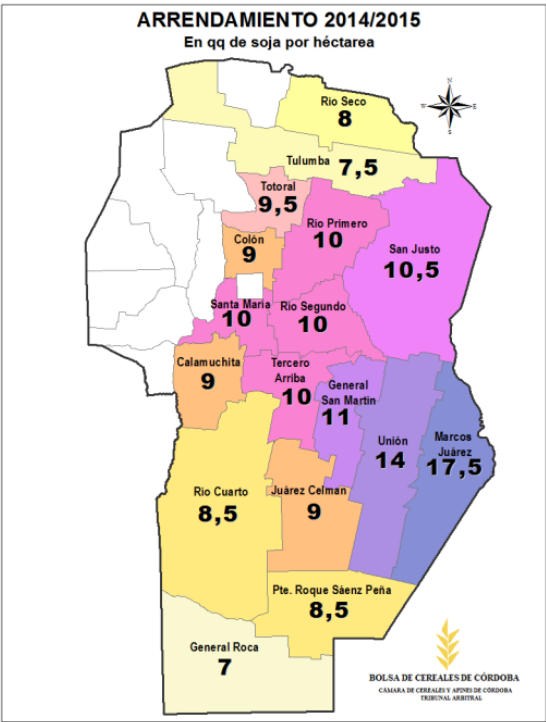 ARRENDAMIENTO 2014/2015
En qq de soja por héctarea
N
E
S
Rio Seco
8
Tulumba
7,5
Totoral
9,5
Rio Primero
10
San Justo
10,5
Colón
9
Santa Maria
10
Rio Segundo
10
Calamuchita
9
Tercero
Arriba
10
General
San Martin
11
Unión
14
Marcos
Juárez
17,5
Rio Cuarto
8,5
Juárez Celman
9
Pte. Roque Sáenz Peña
8,5
General Roca
7
BOLSA DE CEREALES DE CÓRDOBA
CÁMARA DE CEREALES Y AFINES DE CÓRDOBA
TRIBUNAL ARBITRAL